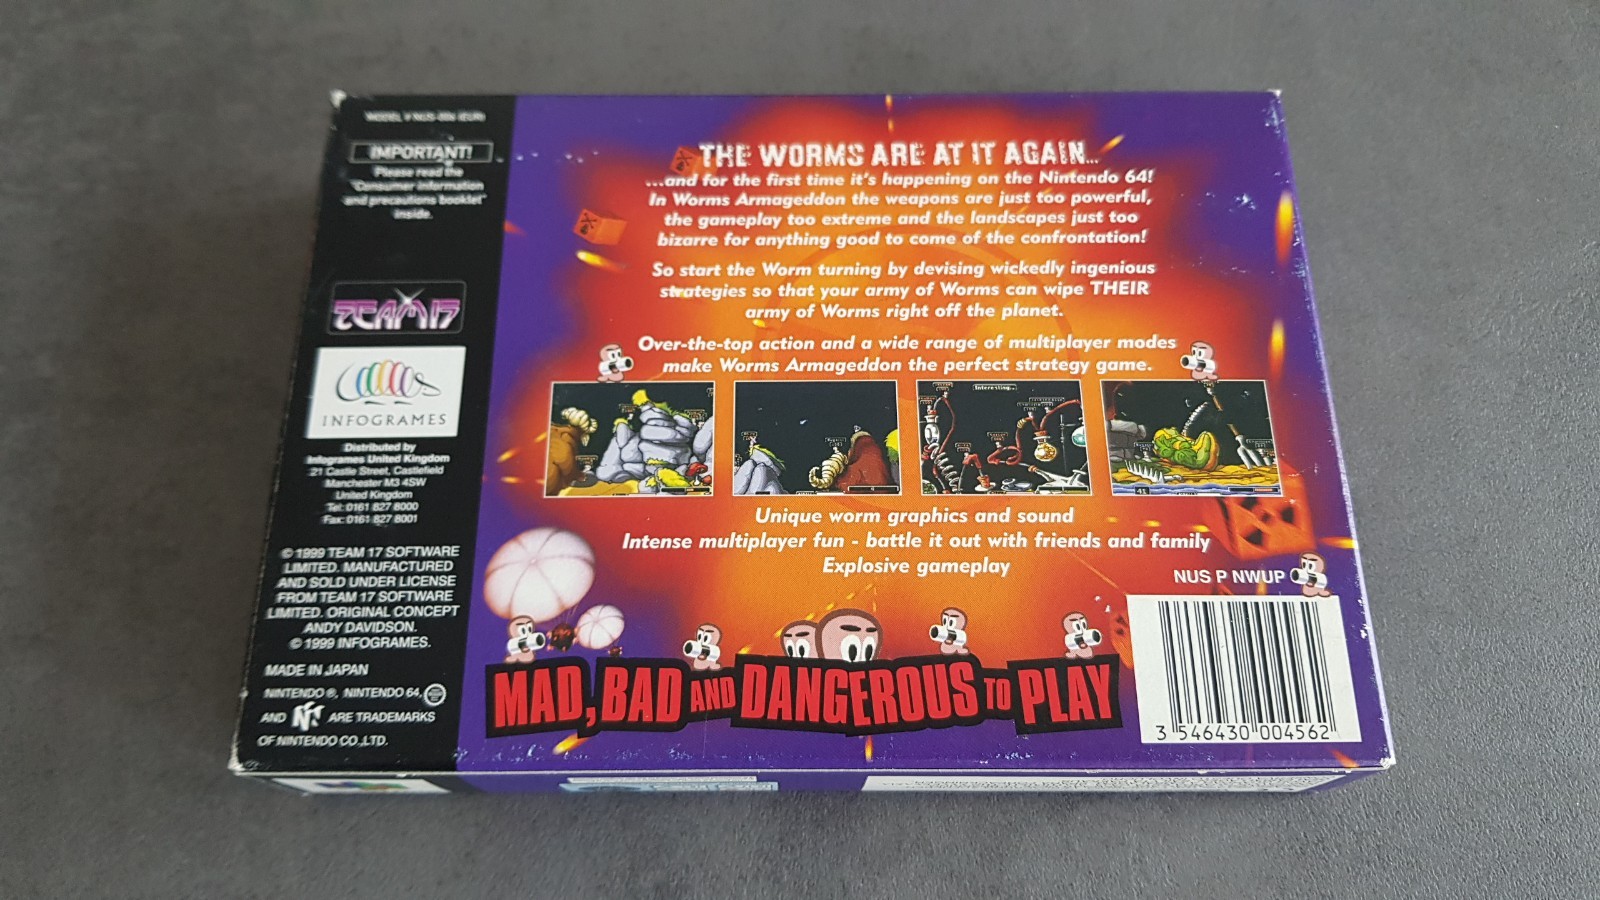 IMPORTANT!
Please read the
"Consumer information
and precautions booklet"
inside.
TEAM17
INFOGRAMES
Distributed by
Infogrames United Kingdom
21 Castle Street, Castlefield
Manchester M3 4SW
United Kingdom
Tel: 0161 827 8000
Fax: 0161 827 8001
© 1999 TEAM 17 SOFTWARE
LIMITED. MANUFACTURED
AND SOLD UNDER LICENSE
FROM TEAM 17 SOFTWARE
LIMITED. ORIGINAL CONCEPT
ANDY DAVIDSON.
© 1999 INFOGRAMES.
MADE IN JAPAN
NINTENDO ®, NINTENDO 64,
AND ARE TRADEMARKS
OF NINTENDO CO.,LTD.
THE WORMS ARE AT IT AGAIN...
...and for the first time it's happening on the Nintendo 64!
In Worms Armageddon the weapons are just too powerful,
the gameplay too extreme and the landscapes just too
bizarre for anything good to come of the confrontation!
So start the Worm turning by devising wickedly ingenious
strategies so that your army of Worms can wipe THEIR
army of Worms right off the planet.
Over-the-top action and a wide range of multiplayer modes
make Worms Armageddon the perfect strategy game.
Interesting...
Unique worm graphics and sound
Intense multiplayer fun - battle it out with friends and family
Explosive gameplay
NUS P NWUP
MAD, BAD AND DANGEROUS TO PLAY
3 546430 004562